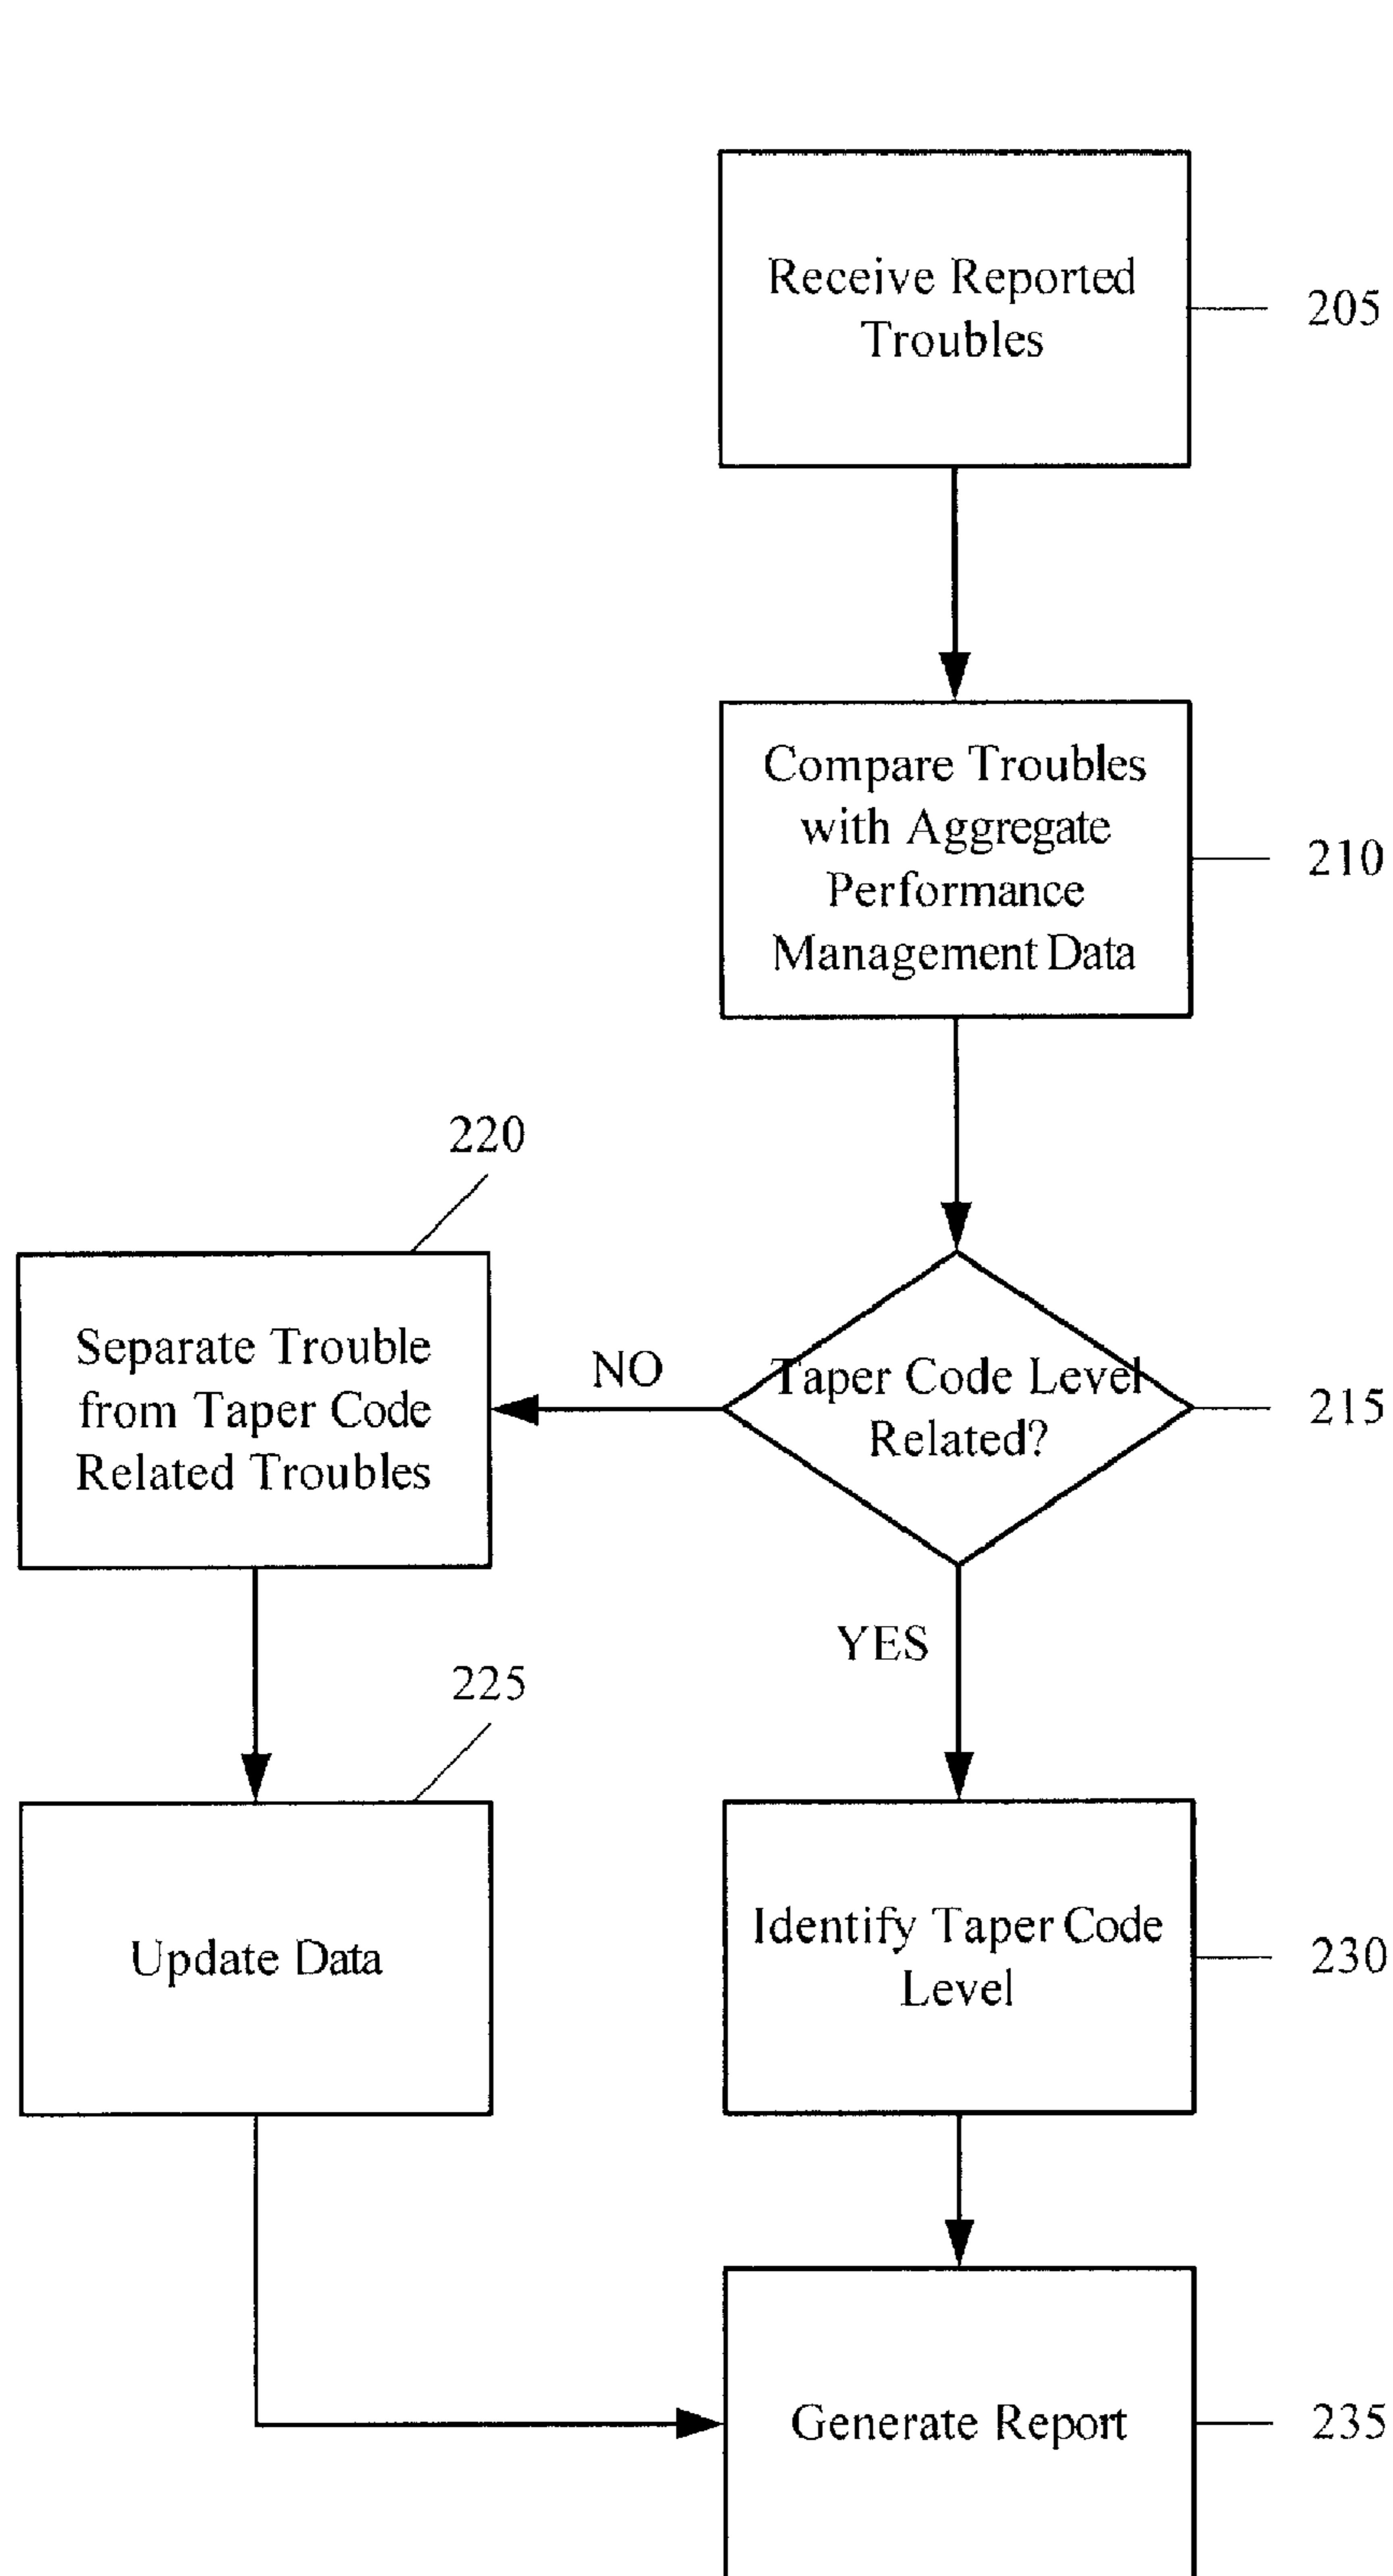 Receive Reported
Troubles
205
Compare Troubles
with Aggregate
Performance
Management Data
210
220
Separate Trouble
from Taper Code
Related Troubles
NO
Taper Code Level
Related?
215
YES
225
Update Data
Identify Taper Code
Level
230
Generate Report
235